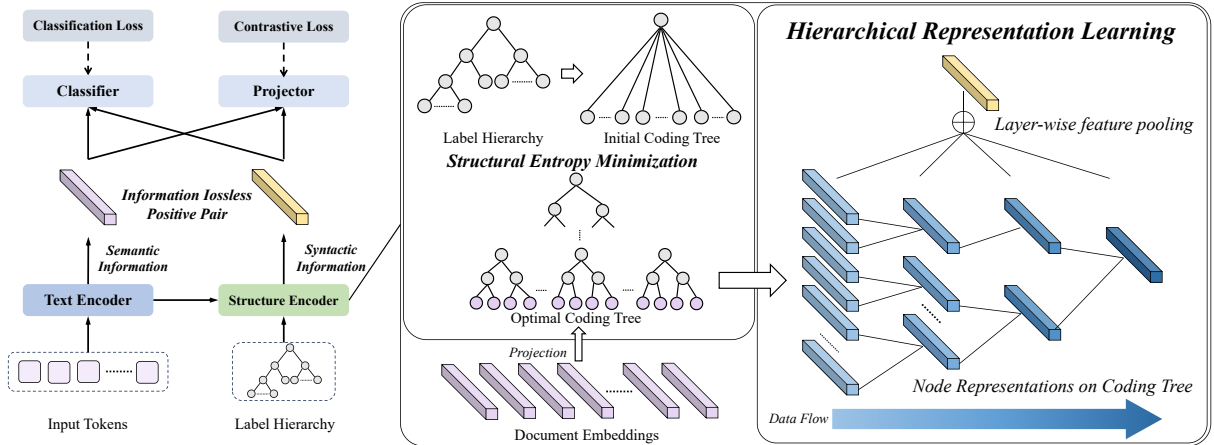 Classification Loss
Contrastive Loss
Classifier
Projector
Information lossless
Positive Pair
Semantic
Information
Syntactic
Information
Text Encoder
Structure Encoder
Input Tokens
Label Hierarchy
Label Hierarchy
Initial Coding Tree
Structural Entropy Minimization
Optimal Coding Tree
Projection
Document Embeddings
Hierarchical Representation Learning
Layer-wise feature pooling
Node Representations on Coding Tree
Data Flow